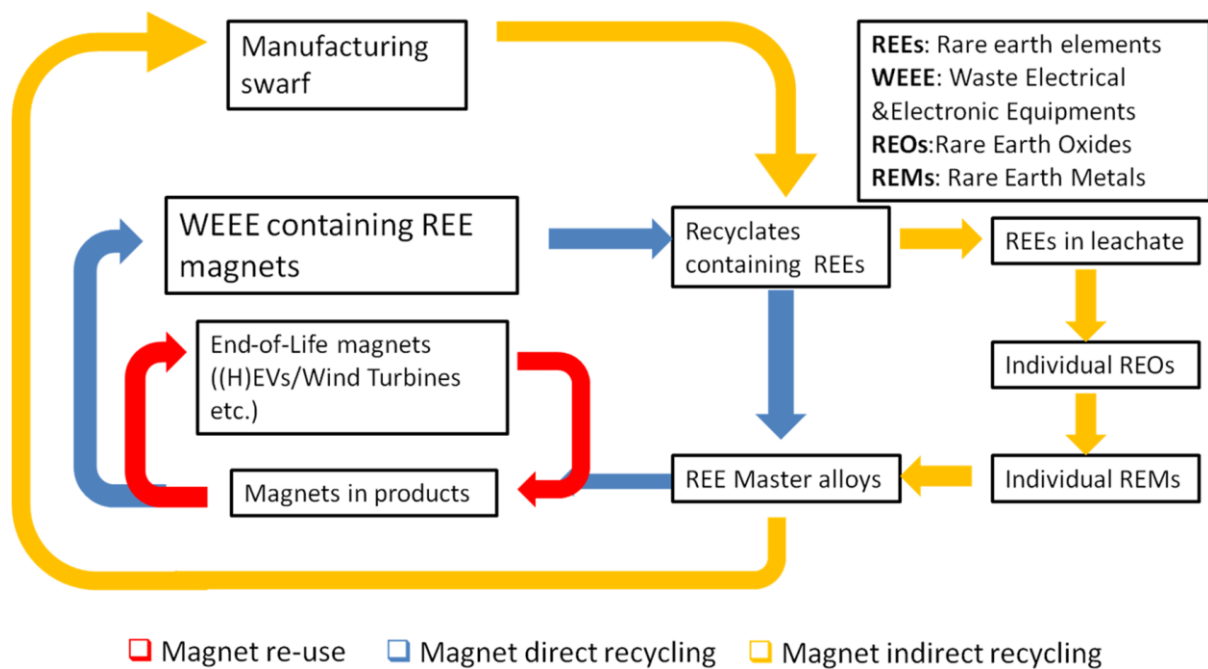 Manufacturing
swarf
REEs: Rare earth elements
WEEE: Waste Electrical
&Electronic Equipments
REOs:Rare Earth Oxides
REMs: Rare Earth Metals
WEEE containing REE
magnets
Recyclates
containing REEs
REEs in leachate
End-of-Life magnets
((H)EVs/Wind Turbines
etc.)
Individual REOs
Magnets in products
REE Master alloys
Individual REMs
Magnet re-use
Magnet direct recycling
Magnet indirect recycling